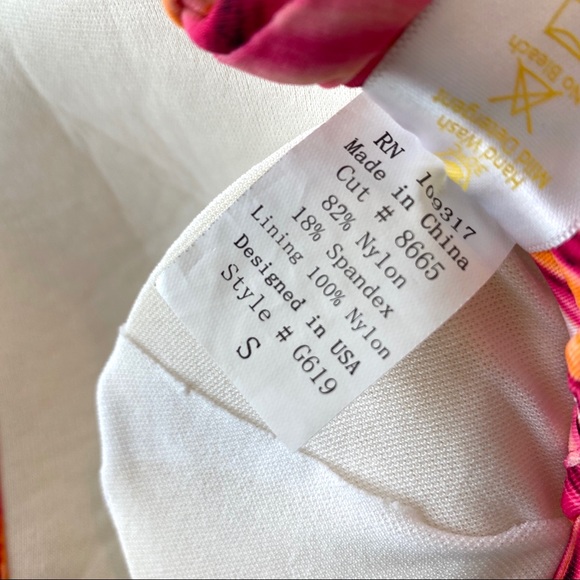 RN 109317
Made in China
Cut # 8665
82% Nylon
18% Spandex
Lining 100% Nylon
Designed in USA
Style # G619
S
Hand Wash
Mild Detergent
No Bleach